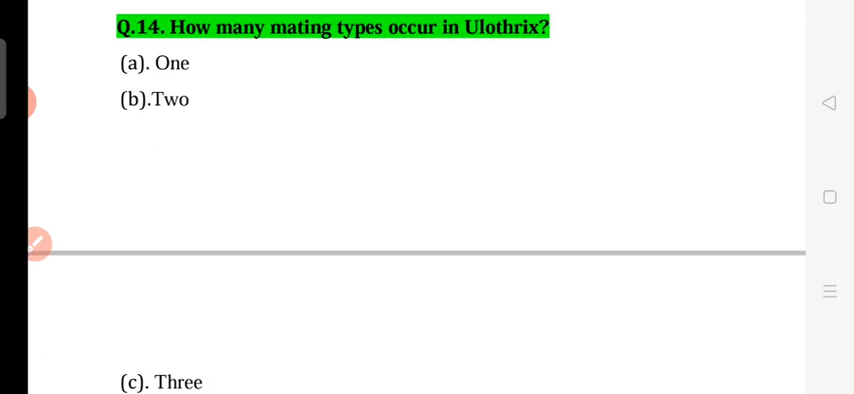 Q.14. How many mating types occur in Ulothrix?
(a). One
(b).Two
(c). Three